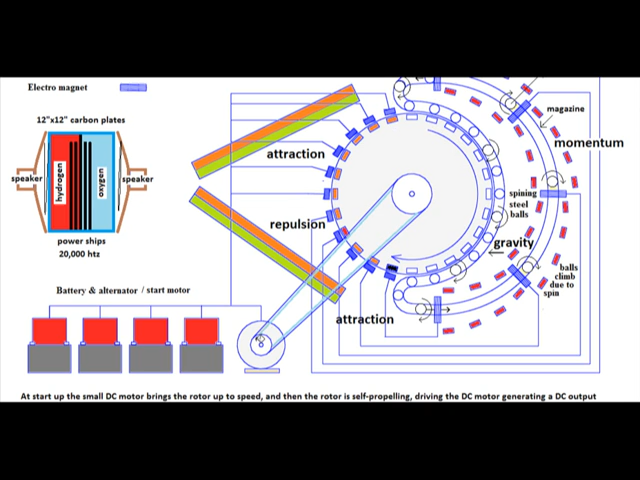 Electro magnet
12"x12" carbon plates
speaker
hydrogen
oxygen
speaker
power ships
20,000 htz
Battery & alternator / start motor
attraction
repulsion
attraction
magazine
momentum
spining
steel
balls
gravity
balls
climb
due to
spin
At start up the small DC motor brings the rotor up to speed, and then the rotor is self-propelling, driving the DC motor generating a DC output